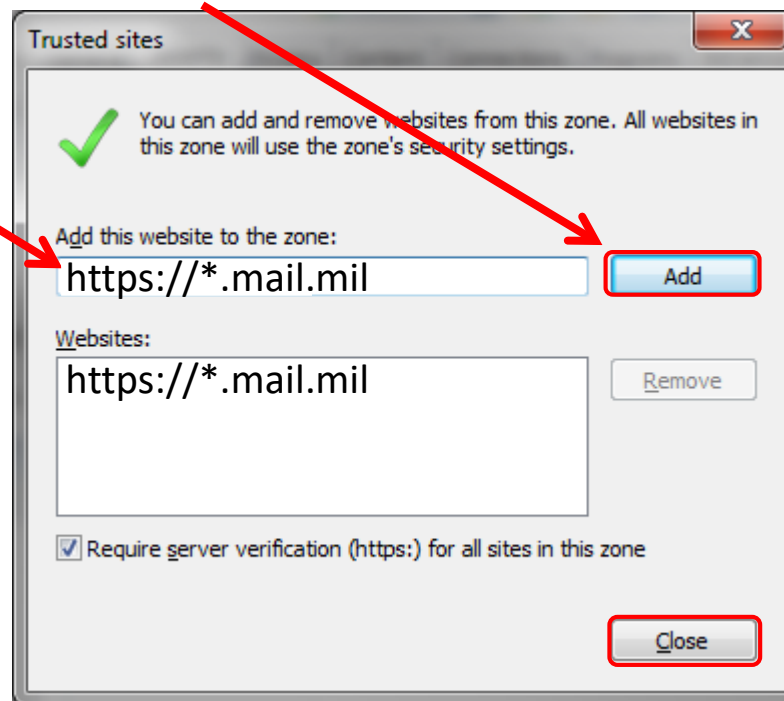 Trusted sites
You can add and remove websites from this zone. All websites in
this zone will use the zone's security settings.
Add this website to the zone:
https://*.mail.mil
Add
Websites:
https://*.mail.mil
Remove
Require server verification (https:) for all sites in this zone
Close